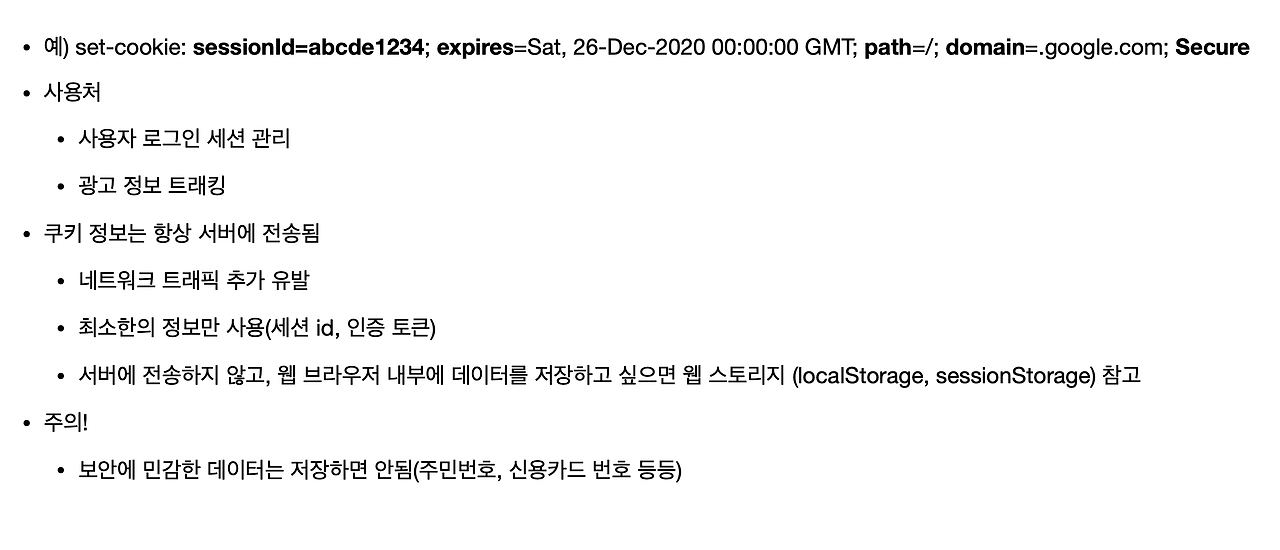 • 예) set-cookie: sessionId=abcde1234; expires=Sat, 26-Dec-2020 00:00:00 GMT; path=/; domain=.google.com; Secure
• 사용처
• 사용자 로그인 세션 관리
• 광고 정보 트래킹
• 쿠키 정보는 항상 서버에 전송됨
• 네트워크 트래픽 추가 유발
• 최소한의 정보만 사용(세션 id, 인증 토큰)
• 서버에 전송하지 않고, 웹 브라우저 내부에 데이터를 저장하고 싶으면 웹 스토리지 (localStorage, sessionStorage) 참고
• 주의!
• 보안에 민감한 데이터는 저장하면 안됨(주민번호, 신용카드 번호 등등)